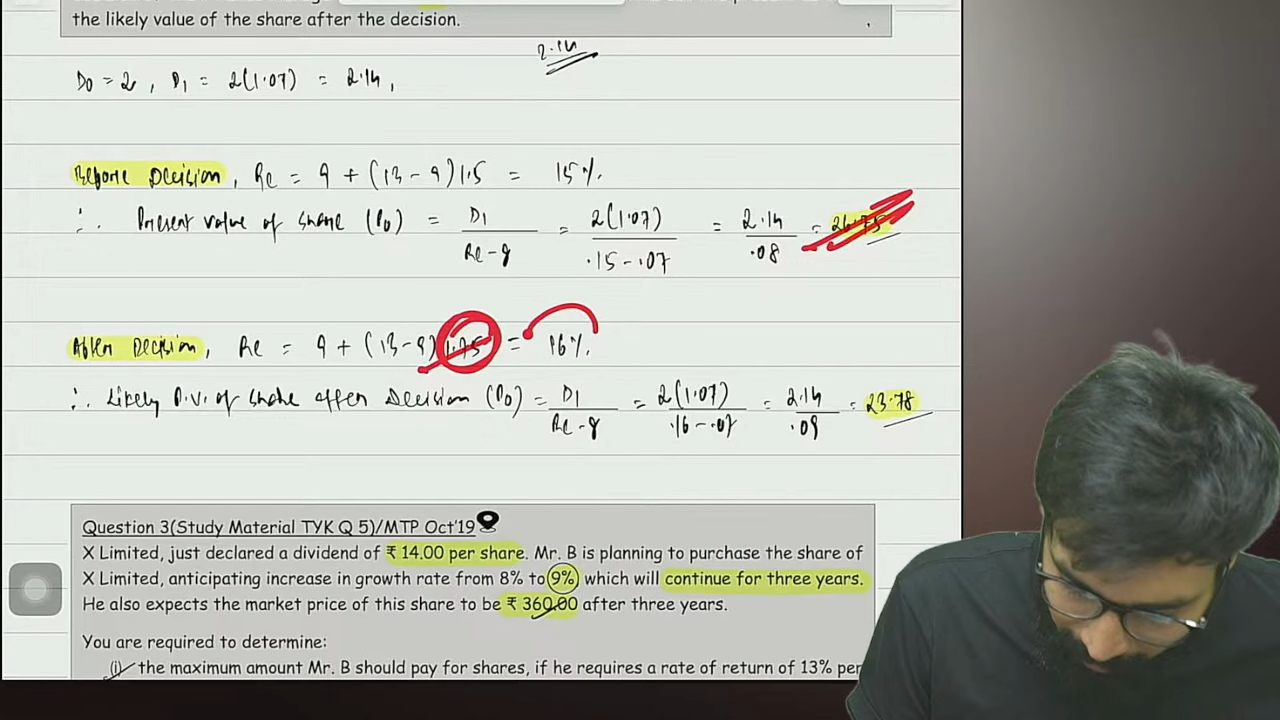 the likely value of the share after the decision.
2.14
D0 = 2, D1 = 2(1.07) = 2.14,
Before Decision, Re = 9 + (13 - 9)1.5 = 15%.
∴ Present value of share (P0) = D1 / Re-g = 2(1.07) / .15-.07 = 2.14 / .08 = 26.75
After Decision, Re = 9 + (13-9)1.75 = 16%.
∴ Likely P.V. of share after Decision (P0) = D1 / Re-g = 2(1.07) / .16-.07 = 2.14 / .09 = 23.78
Question 3(Study Material TYK Q 5)/MTP Oct'19
X Limited, just declared a dividend of ₹ 14.00 per share. Mr. B is planning to purchase the share of
X Limited, anticipating increase in growth rate from 8% to 9% which will continue for three years.
He also expects the market price of this share to be ₹ 360.00 after three years.
You are required to determine:
(i) the maximum amount Mr. B should pay for shares, if he requires a rate of return of 13% per